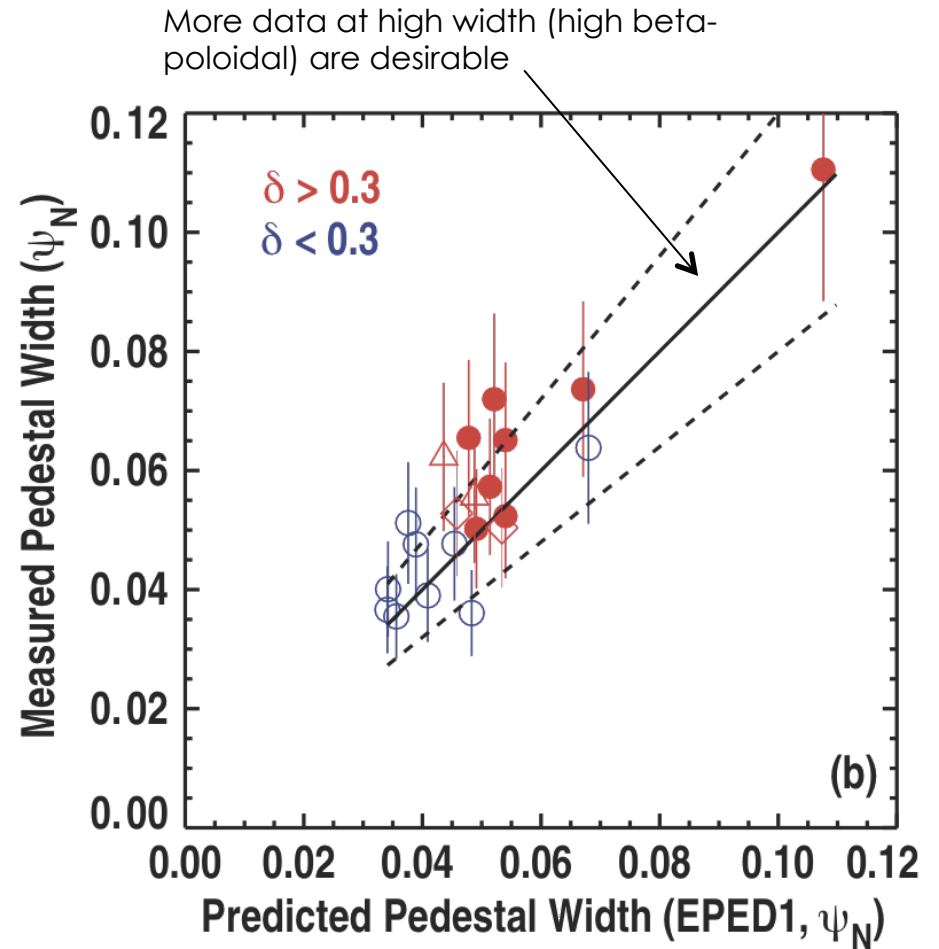 More data at high width (high beta-
poloidal) are desirable
0.12
0.10
0.08
0.06
0.04
0.02
0.00
Measured Pedestal Width (ψN)
δ > 0.3
δ < 0.3
(b)
0.00 0.02 0.04 0.06 0.08 0.10 0.12
Predicted Pedestal Width (EPED1, ψN)